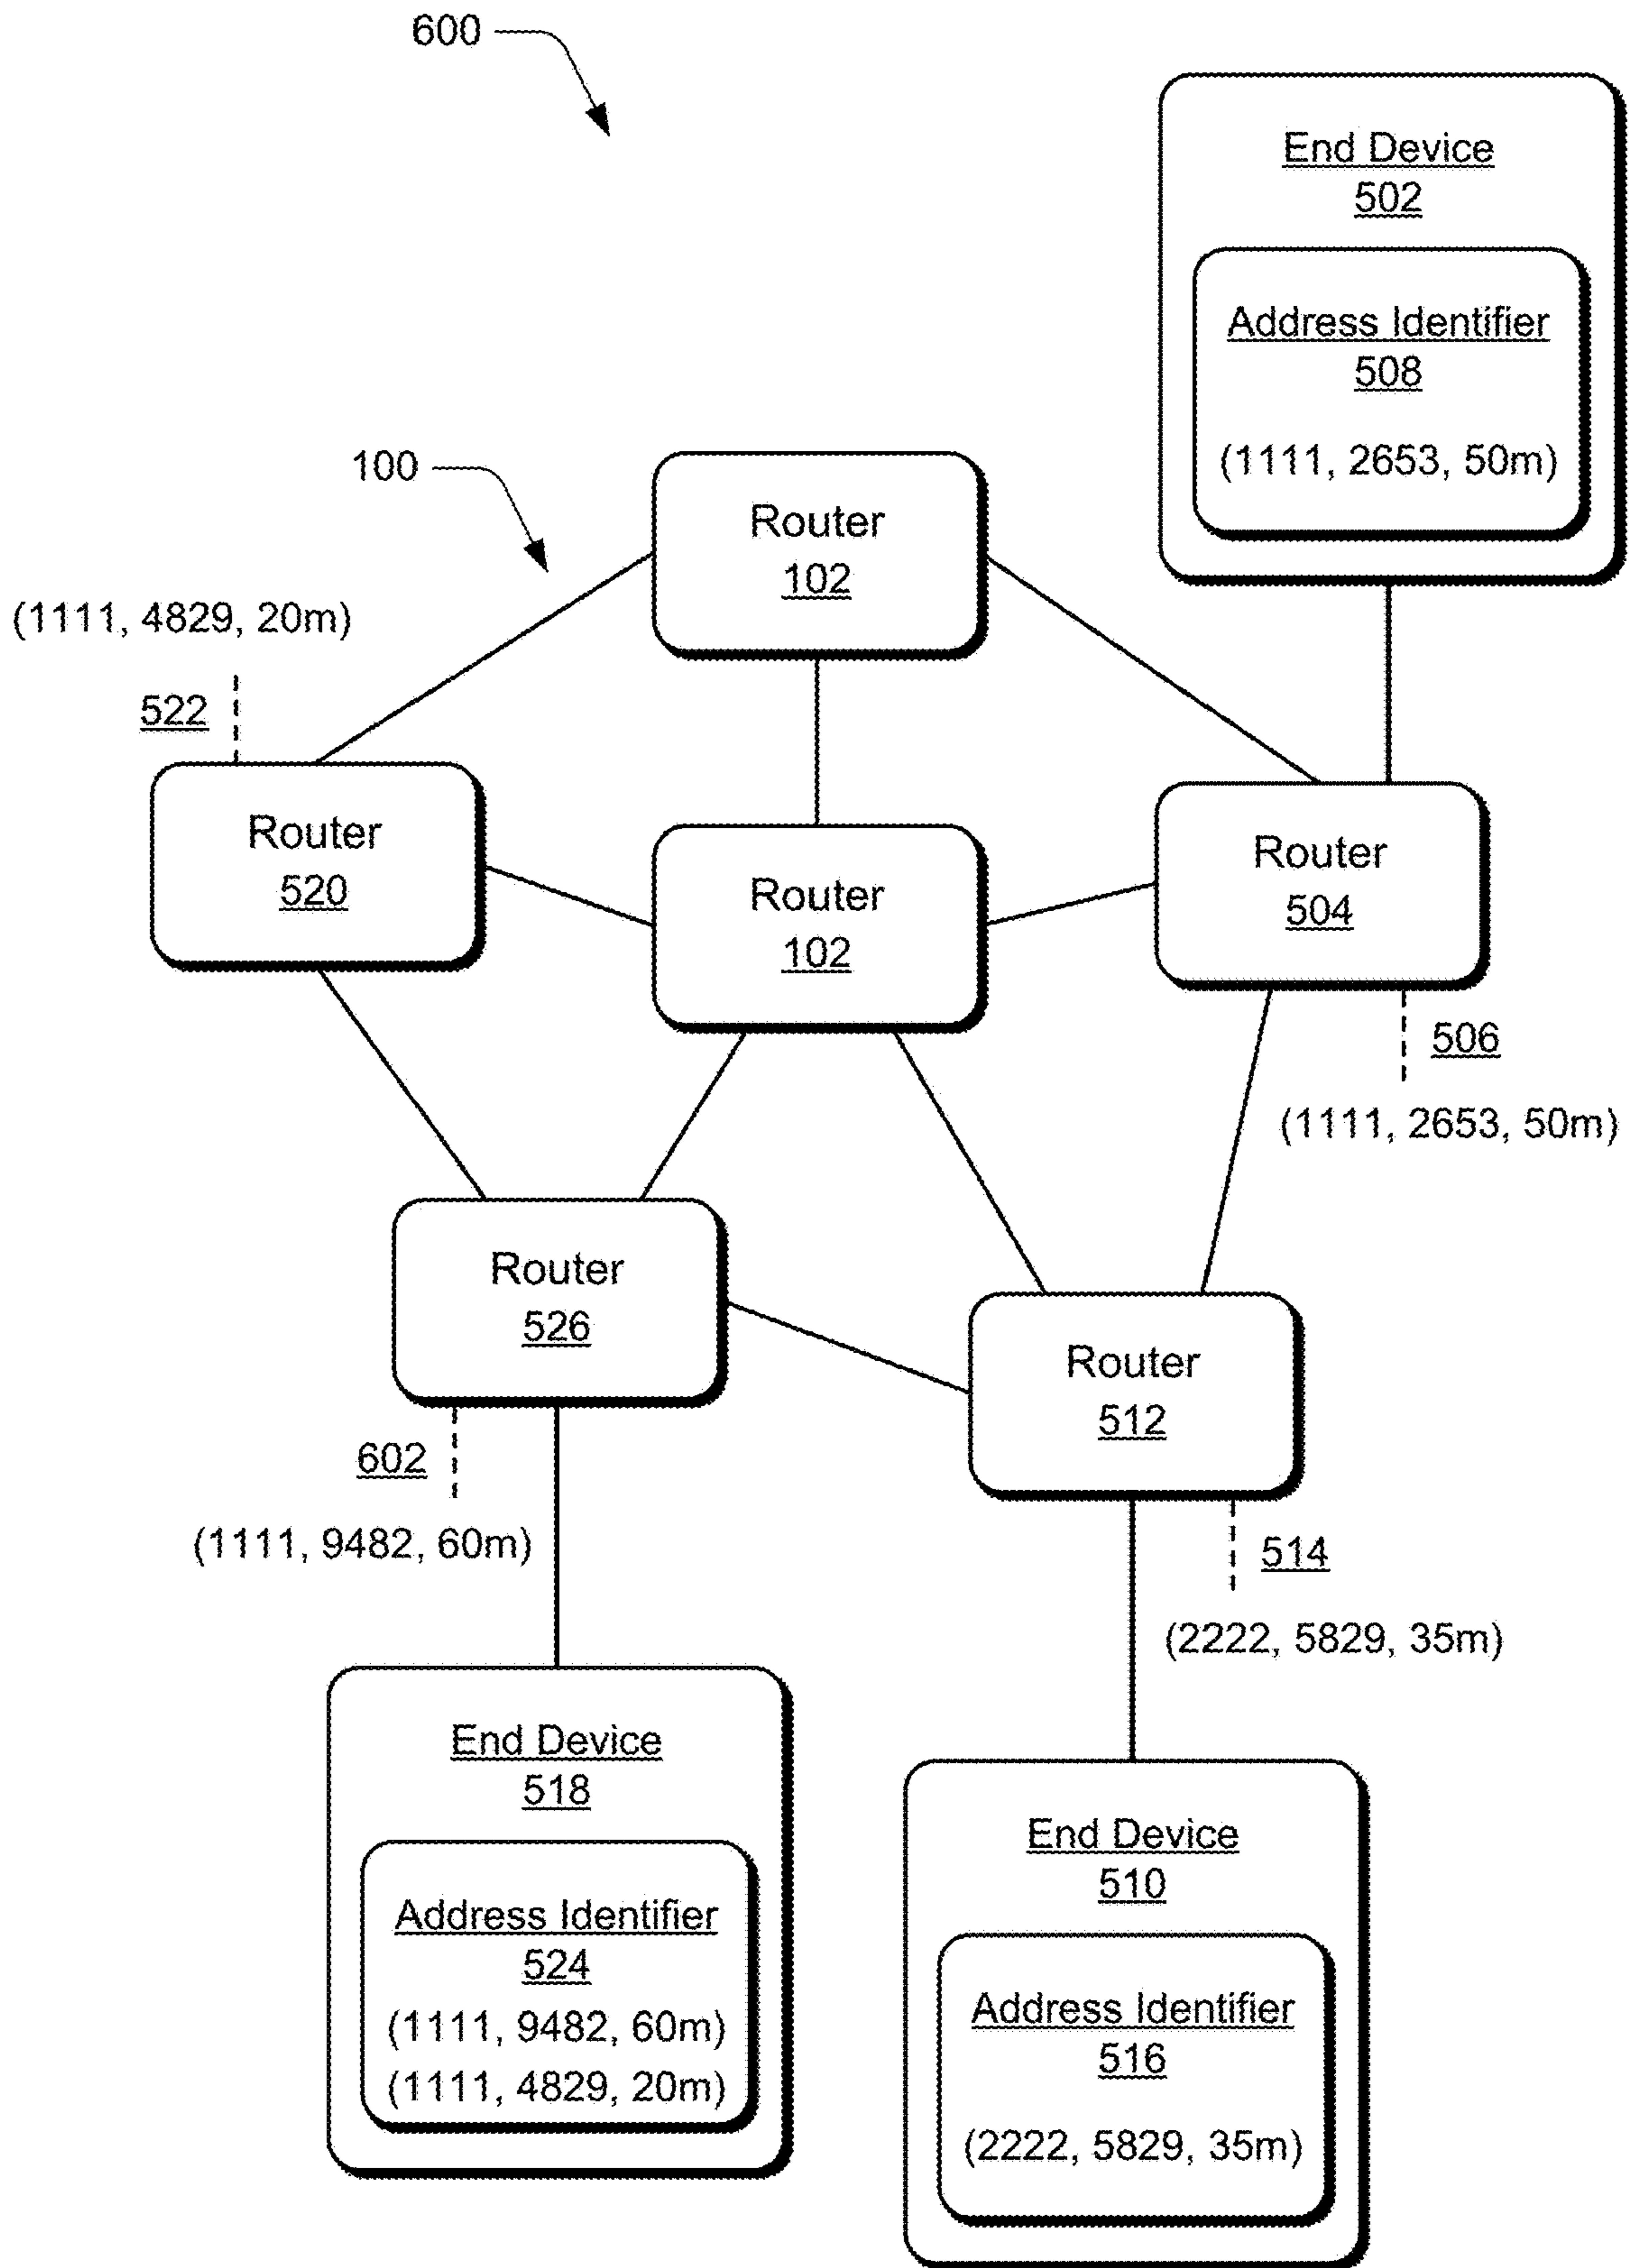 600
End Device
502
Address Identifier
508
(1111, 2653, 50m)
100
Router
102
(1111, 4829, 20m)
522
Router
520
Router
102
Router
504
506
(1111, 2653, 50m)
Router
526
Router
512
602
(1111, 9482, 60m)
514
(2222, 5829, 35m)
End Device
518
Address Identifier
524
(1111, 9482, 60m)
(1111, 4829, 20m)
End Device
510
Address Identifier
516
(2222, 5829, 35m)